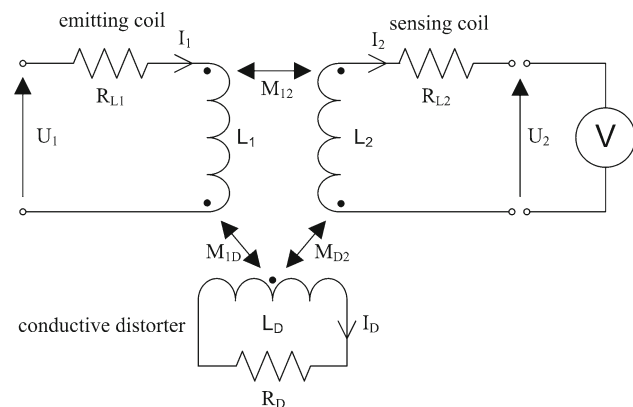 emitting coil
sensing coil
I1
I2
RL1
M12
RL2
U1
L1
L2
U2
V
M1D
MD2
conductive distorter
LD
ID
RD